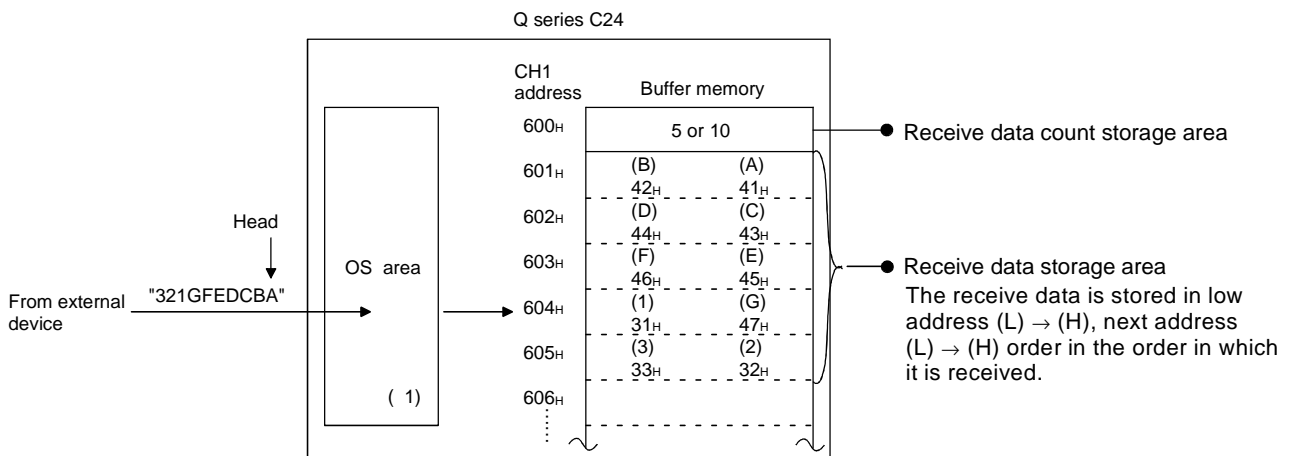 Q series C24
CH1
address
Buffer memory
600H
5 or 10
Receive data count storage area
601H
(B) (A)
42H 41H
602H
(D) (C)
44H 43H
Head
603H
(F) (E)
46H 45H
OS area
Receive data storage area
The receive data is stored in low
address (L) → (H), next address
(L) → (H) order in the order in which
it is received.
From external
device
"321GFEDCBA"
604H
(1) (G)
31H 47H
605H
(3) (2)
33H 32H
( 1)
606H